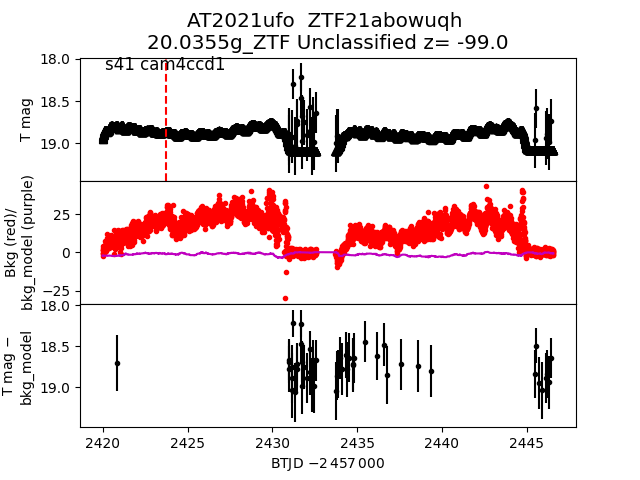 AT2021ufo  ZTF21abowuqh
20.0355g_ZTF Unclassified z= -99.0
s41 cam4ccd1
T mag
18.0
18.5
19.0
Bkg (red)/
bkg_model (purple)
25
0
−25
T mag −
bkg_model
18.0
18.5
19.0
2420 2425 2430 2435 2440 2445
BTJD −2 457 000